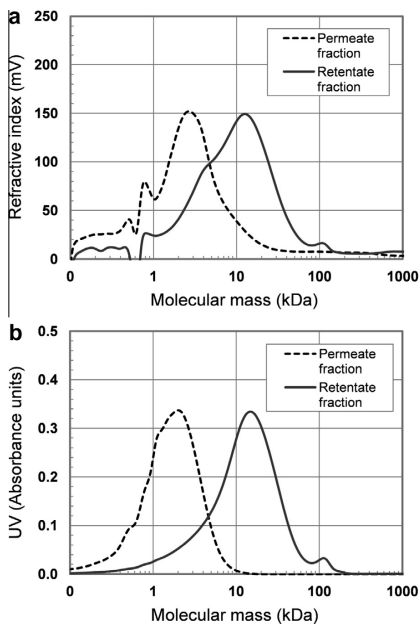 a
250
200
150
100
50
0
Refractive index (mV)
Permeate
fraction
Retentate
fraction
0 1 10 100 1000
Molecular mass (kDa)
b
0.5
0.4
0.3
0.2
0.1
0.0
UV (Absorbance units)
Permeate
fraction
Retentate
fraction
0 1 10 100 1000
Molecular mass (kDa)